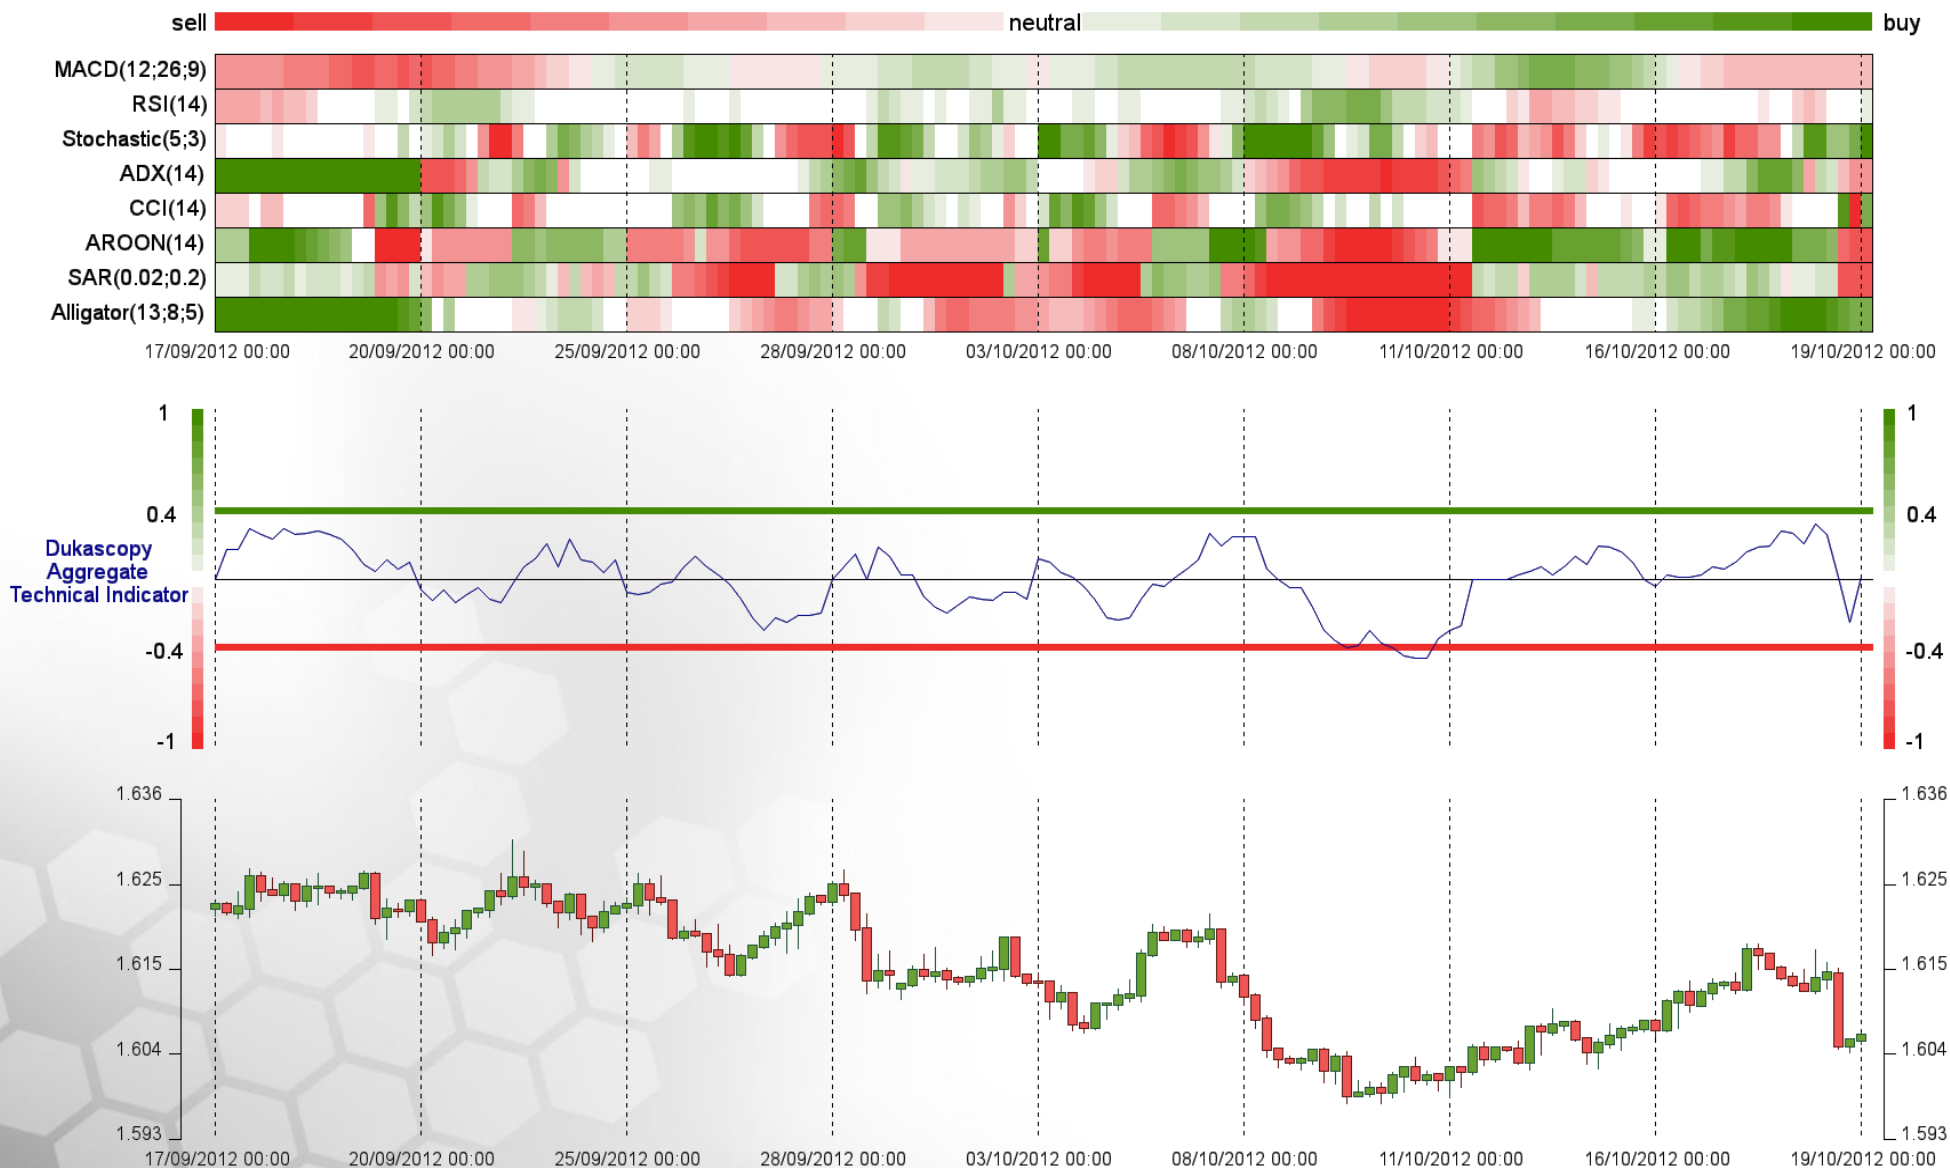 sell neutral buy
MACD(12;26;9)
RSI(14)
Stochastic(5;3)
ADX(14)
CCI(14)
AROON(14)
SAR(0.02;0.2)
Alligator(13;8;5)
17/09/2012 00:00 20/09/2012 00:00 25/09/2012 00:00 28/09/2012 00:00 03/10/2012 00:00 08/10/2012 00:00 11/10/2012 00:00 16/10/2012 00:00 19/10/2012 00:00
1 1
0.4 0.4
Dukascopy
Aggregate
Technical Indicator
-0.4 -0.4
-1 -1
1.636 1.636
1.625 1.625
1.615 1.615
1.604 1.604
1.593 1.593
17/09/2012 00:00 20/09/2012 00:00 25/09/2012 00:00 28/09/2012 00:00 03/10/2012 00:00 08/10/2012 00:00 11/10/2012 00:00 16/10/2012 00:00 19/10/2012 00:00